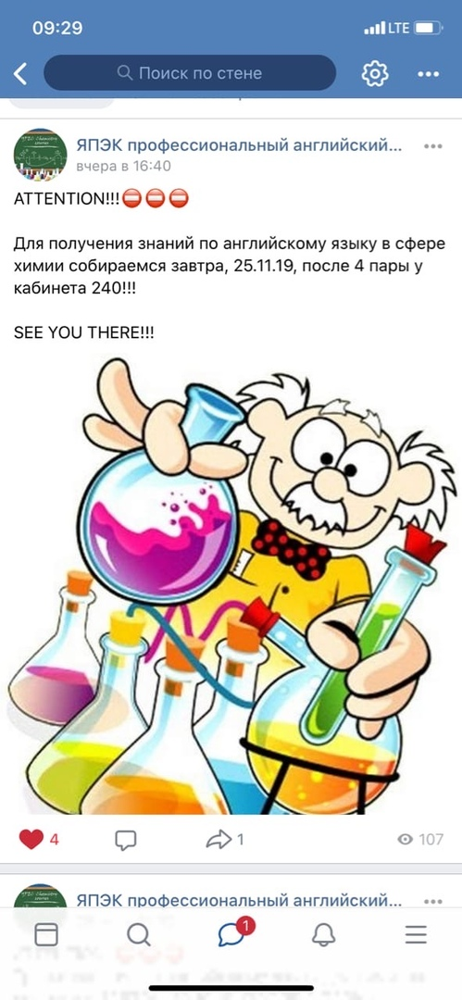 09:29
LTE
Поиск по стене
ЯПЭК профессиональный английский...
вчера в 16:40
ATTENTION!!!⛔⛔⛔
Для получения знаний по английскому языку в сфере
химии собираемся завтра, 25.11.19, после 4 пары у
кабинета 240!!!
SEE YOU THERE!!!
4
1
107
ЯПЭК профессиональный английский...
1